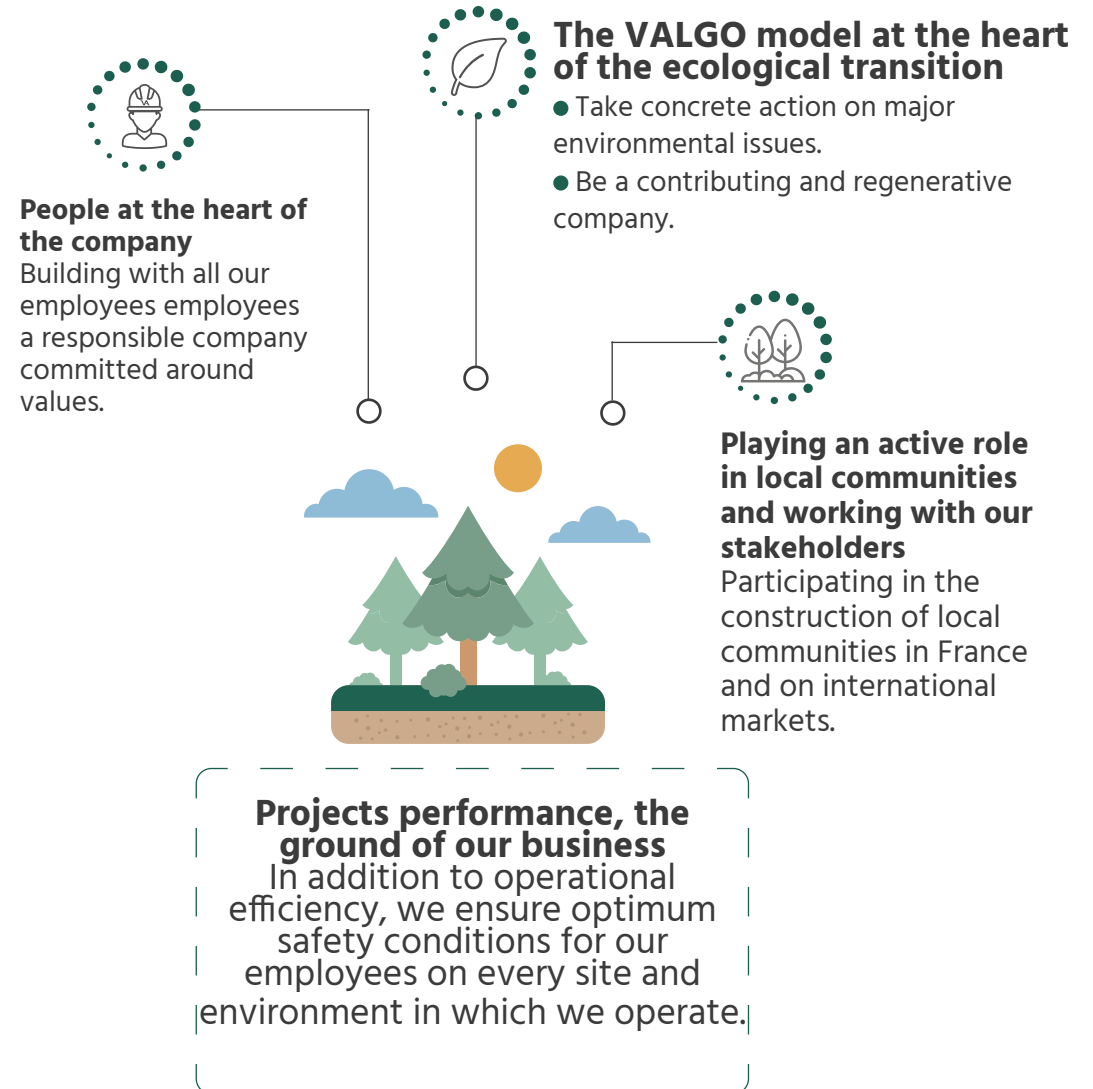 The VALGO model at the heart
of the ecological transition
● Take concrete action on major
environmental issues.
● Be a contributing and regenerative
company.
People at the heart of
the company
Building with all our
employees employees
a responsible company
committed around
values.
Playing an active role
in local communities
and working with our
stakeholders
Participating in the
construction of local
communities in France
and on international
markets.
Projects performance, the
ground of our business
In addition to operational
efficiency, we ensure optimum
safety conditions for our
employees on every site and
environment in which we operate.